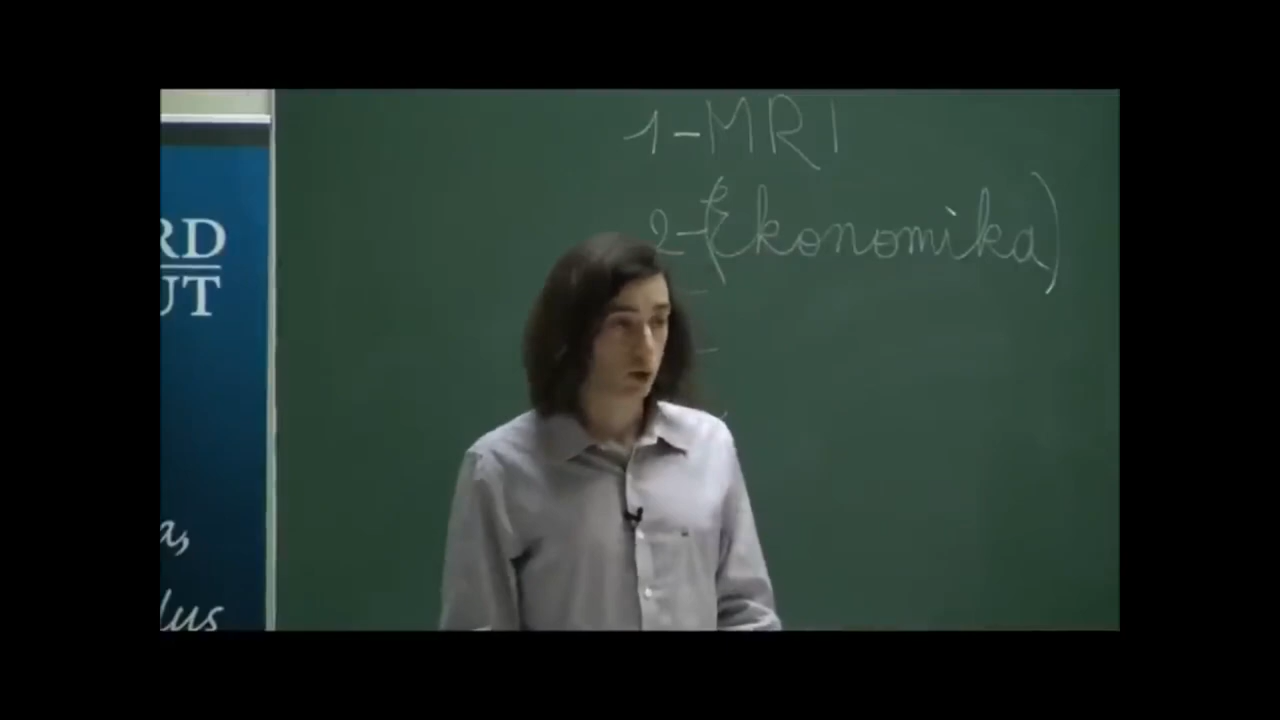 1-MRI
2-(Ekonomika)
RD
UT
a,
lus